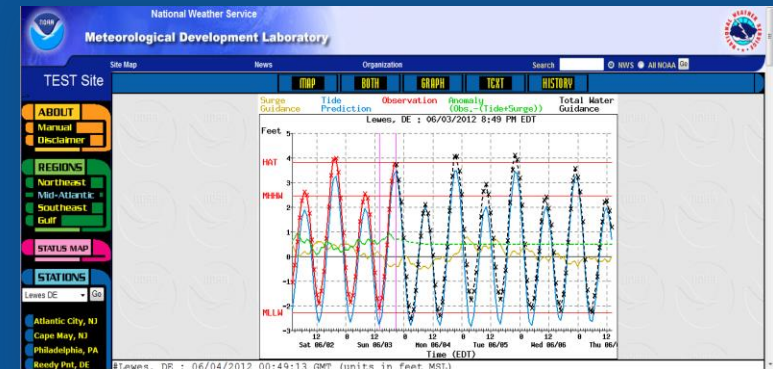 NOAA
National Weather Service
Meteorological Development Laboratory
Site Map News Organization Search NWS All NOAA Go
TEST Site
MAP BOTH GRAPH TEXT HISTORY
ABOUT
Manual
Disclaimer
REGIONS
Northeast
Mid-Atlantic
Southeast
Gulf
STATUS MAP
STATIONS
Lewes DE Go
Atlantic City, NJ
Cape May, NJ
Philadelphia, PA
Reedy Pnt, DE
Surge Tide Observation Anomaly Total Water
Guidance Prediction (Obs.-(Tide+Surge)) Guidance
Lewes, DE : 06/03/2012 8:49 PM EDT
Feet 5
4
HAT
3
MHHW
2
1
0
-1
-2
MLLW
-3
12 0 12 0 12 0 12 0 12 0 12
Sat 06/02 Sun 06/03 Mon 06/04 Tue 06/05 Wed 06/06 Thu 06/
Time (EDT)
#Lewes, DE : 06/04/2012 00:49:13 GMT (units in feet MSL)